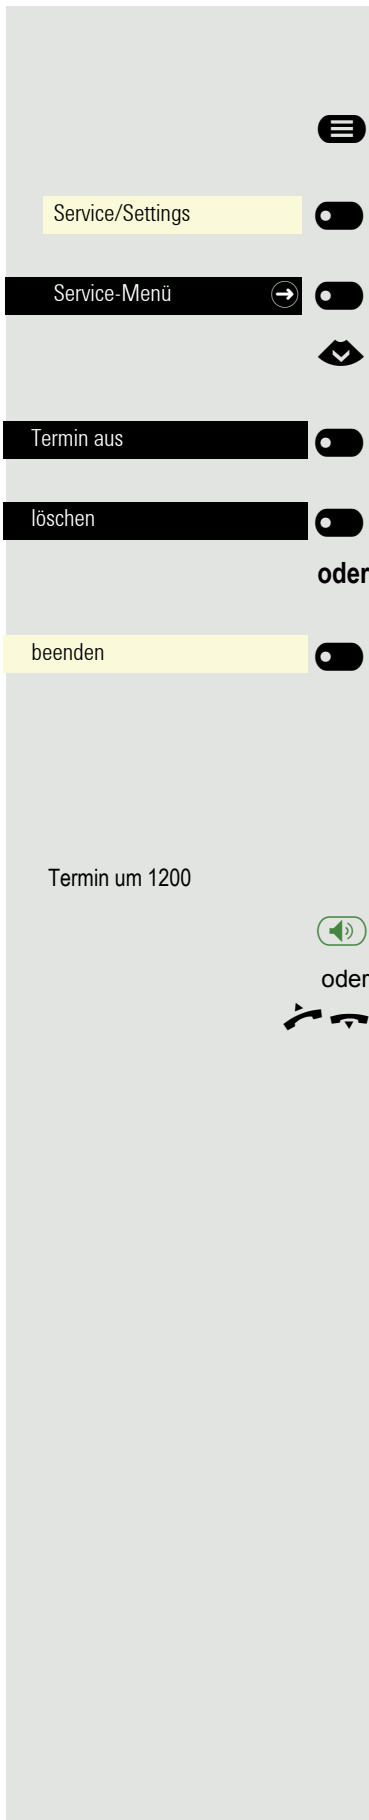 Service/Settings
Service-Menü
Termin aus
löschen
oder
beenden
Termin um 1200
oder